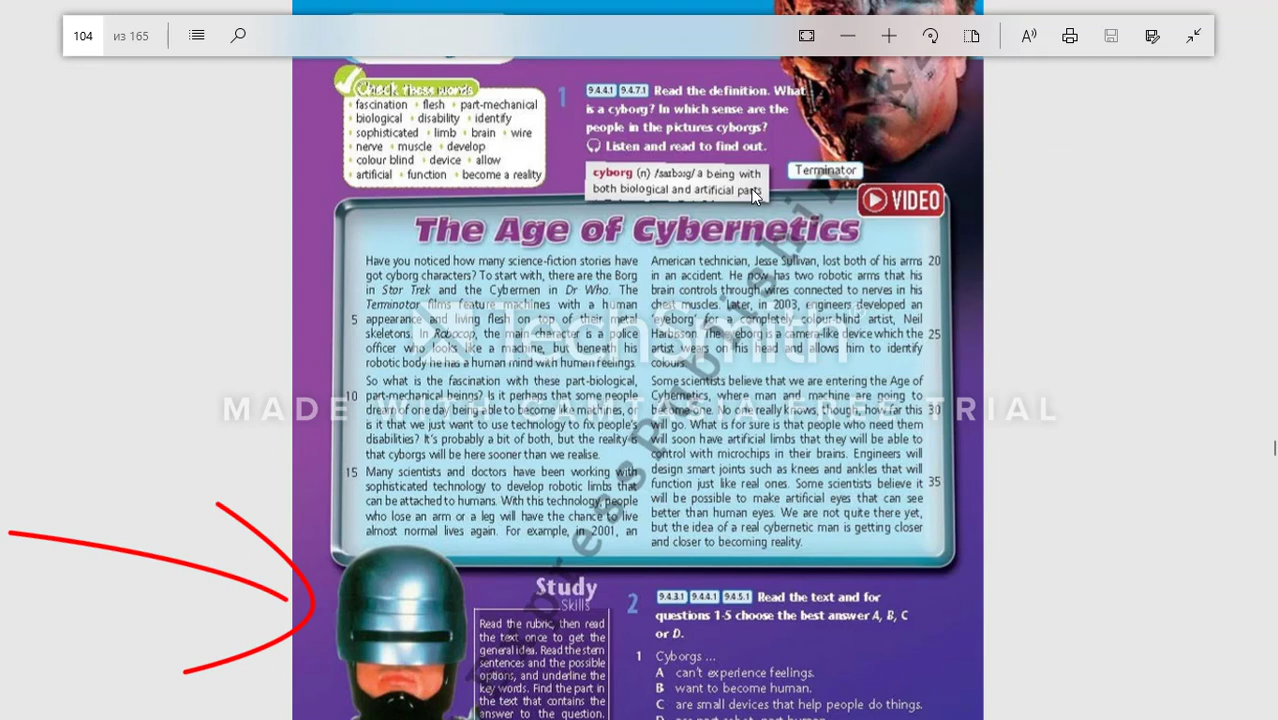 104
из 165
Check these words
• fascination • flesh • part-mechanical
• biological • disability • identify
• sophisticated • limb • brain • wire
• nerve • muscle • develop
• colour blind • device • allow
• artificial • function • become a reality
1
9.4.4.1 9.4.7.1 Read the definition. What
is a cyborg? In which sense are the
people in the pictures cyborgs?
Listen and read to find out.
cyborg (n) /saɪbɔːg/ a being with
both biological and artificial parts
Terminator
VIDEO
The Age of Cybernetics
Have you noticed how many science-fiction stories have
got cyborg characters? To start with, there are the Borg
in Star Trek and the Cybermen in Dr Who. The
Terminator films feature machines with a human
5 appearance and living flesh on top of their metal
skeletons. In Robocop, the main character is a police
officer who looks like a machine, but beneath his
robotic body he has a human mind with human feelings.
So what is the fascination with these part-biological,
10 part-mechanical beings? Is it perhaps that some people
dream of one day being able to become like machines, or
is it that we just want to use technology to fix people's
disabilities? It's probably a bit of both, but the reality is
that cyborgs will be here sooner than we realise.
15 Many scientists and doctors have been working with
sophisticated technology to develop robotic limbs that
can be attached to humans. With this technology, people
who lose an arm or a leg will have the chance to live
almost normal lives again. For example, in 2001, an
American technician, Jesse Sullivan, lost both of his arms 20
in an accident. He now has two robotic arms that his
brain controls through wires connected to nerves in his
chest muscles. Later, in 2003, engineers developed an
'eyeborg' for a completely colour-blind artist, Neil
Harbisson. The eyeborg is a camera-like device which the 25
artist wears on his head and allows him to identify
colours.
Some scientists believe that we are entering the Age of
Cybernetics, where man and machine are going to
become one. No one really knows, though, how far this 30
will go. What is for sure is that people who need them
will soon have artificial limbs that they will be able to
control with microchips in their brains. Engineers will
design smart joints such as knees and ankles that will
function just like real ones. Some scientists believe it 35
will be possible to make artificial eyes that can see
better than human eyes. We are not quite there yet,
but the idea of a real cybernetic man is getting closer
and closer to becoming reality.
TechSmith
MADE WITH CAMTASIA FREE TRIAL
Study
Skills
Read the rubric, then read
the text once to get the
general idea. Read the stem
sentences and the possible
options, and underline the
key words. Find the part in
the text that contains the
answer to the question.
2
9.4.3.1 9.4.4.1 9.4.5.1 Read the text and for
questions 1-5 choose the best answer A, B, C
or D.
1 Cyborgs ...
A can't experience feelings.
B want to become human.
C are small devices that help people do things.
D are part robot, part human.